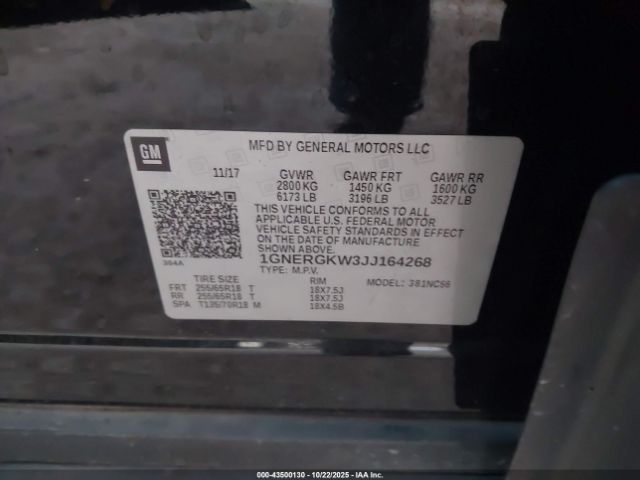 GM
MFD BY GENERAL MOTORS LLC
11/17 GVWR GAWR FRT GAWR RR
2800 KG 1450 KG 1600 KG
6173 LB 3196 LB 3527 LB
THIS VEHICLE CONFORMS TO ALL
APPLICABLE U.S. FEDERAL MOTOR
VEHICLE SAFETY STANDARDS IN EFFECT
ON THE DATE OF MANUFACTURE
SHOWN ABOVE.
1GNERGKW3JJ164268
394A TYPE: M.P.V. MODEL: 381NC56
TIRE SIZE RIM
FRT 255/65R18 T 18X7.5J
RR 255/65R18 T 18X7.5J
SPA T135/70R18 M 18X4.5B
000-43500130 - 10/22/2025 - IAA, Inc.